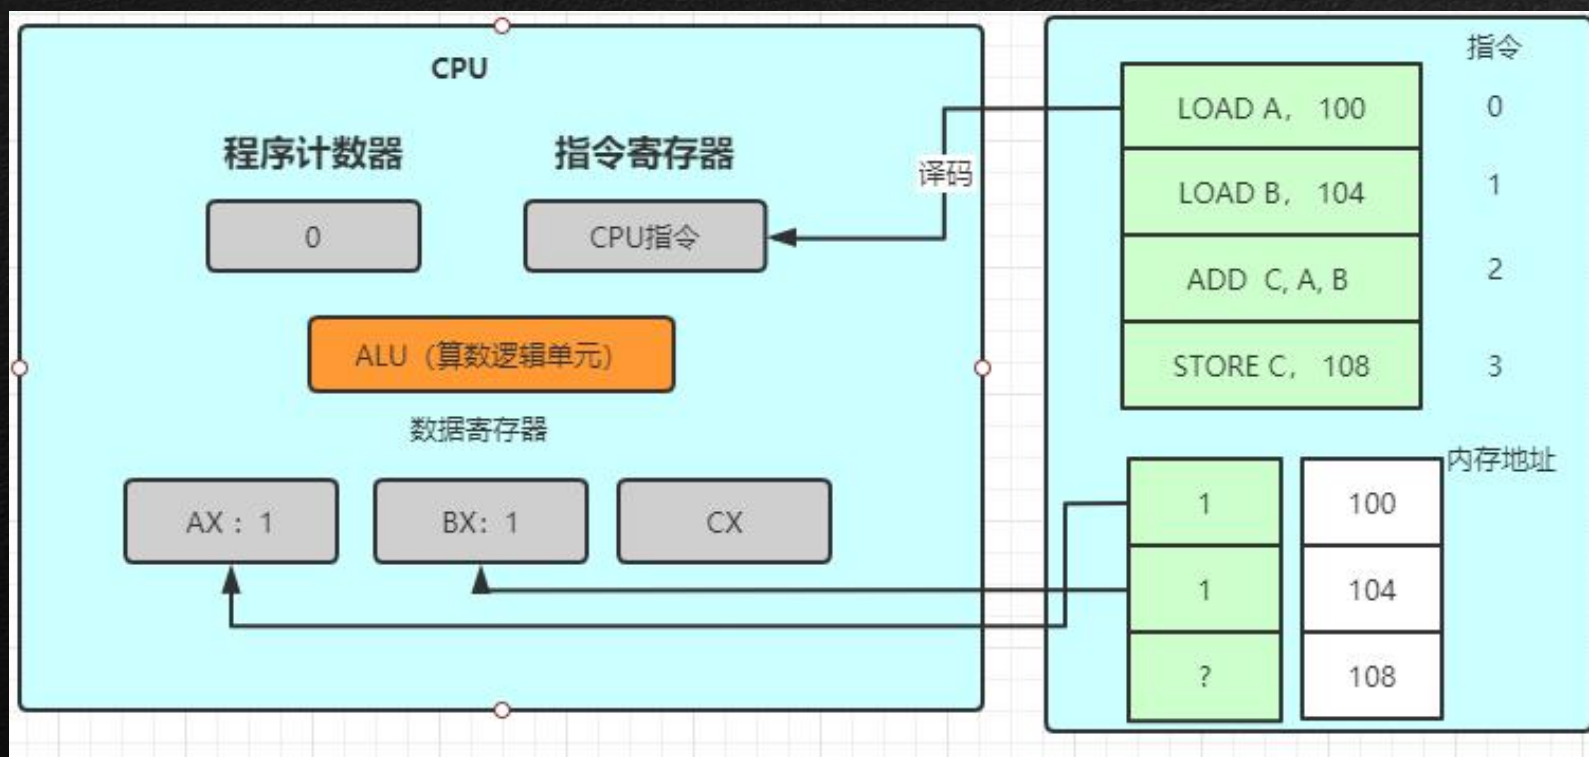 CPU
程序计数器
指令寄存器
0
CPU指令
ALU（算数逻辑单元）
数据寄存器
AX：1
BX：1
CX
译码
指令
LOAD A， 100
0
LOAD B， 104
1
ADD C, A, B
2
STORE C， 108
3
内存地址
1
100
1
104
?
108